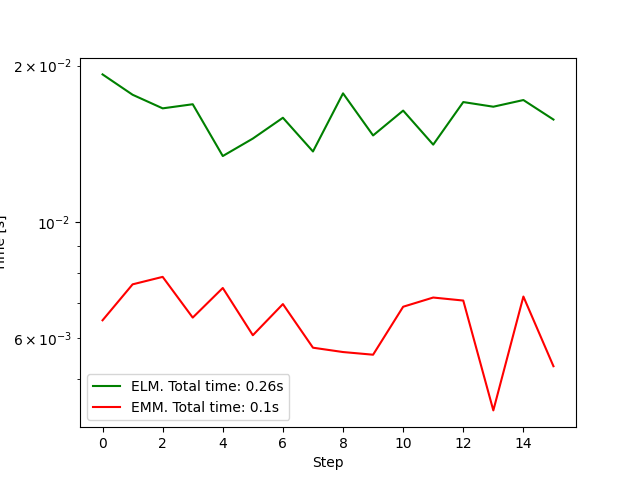 2 × 10⁻²
10⁻²
6 × 10⁻³
[s]
ELM. Total time: 0.26s
EMM. Total time: 0.1s
0 2 4 6 8 10 12 14
Step